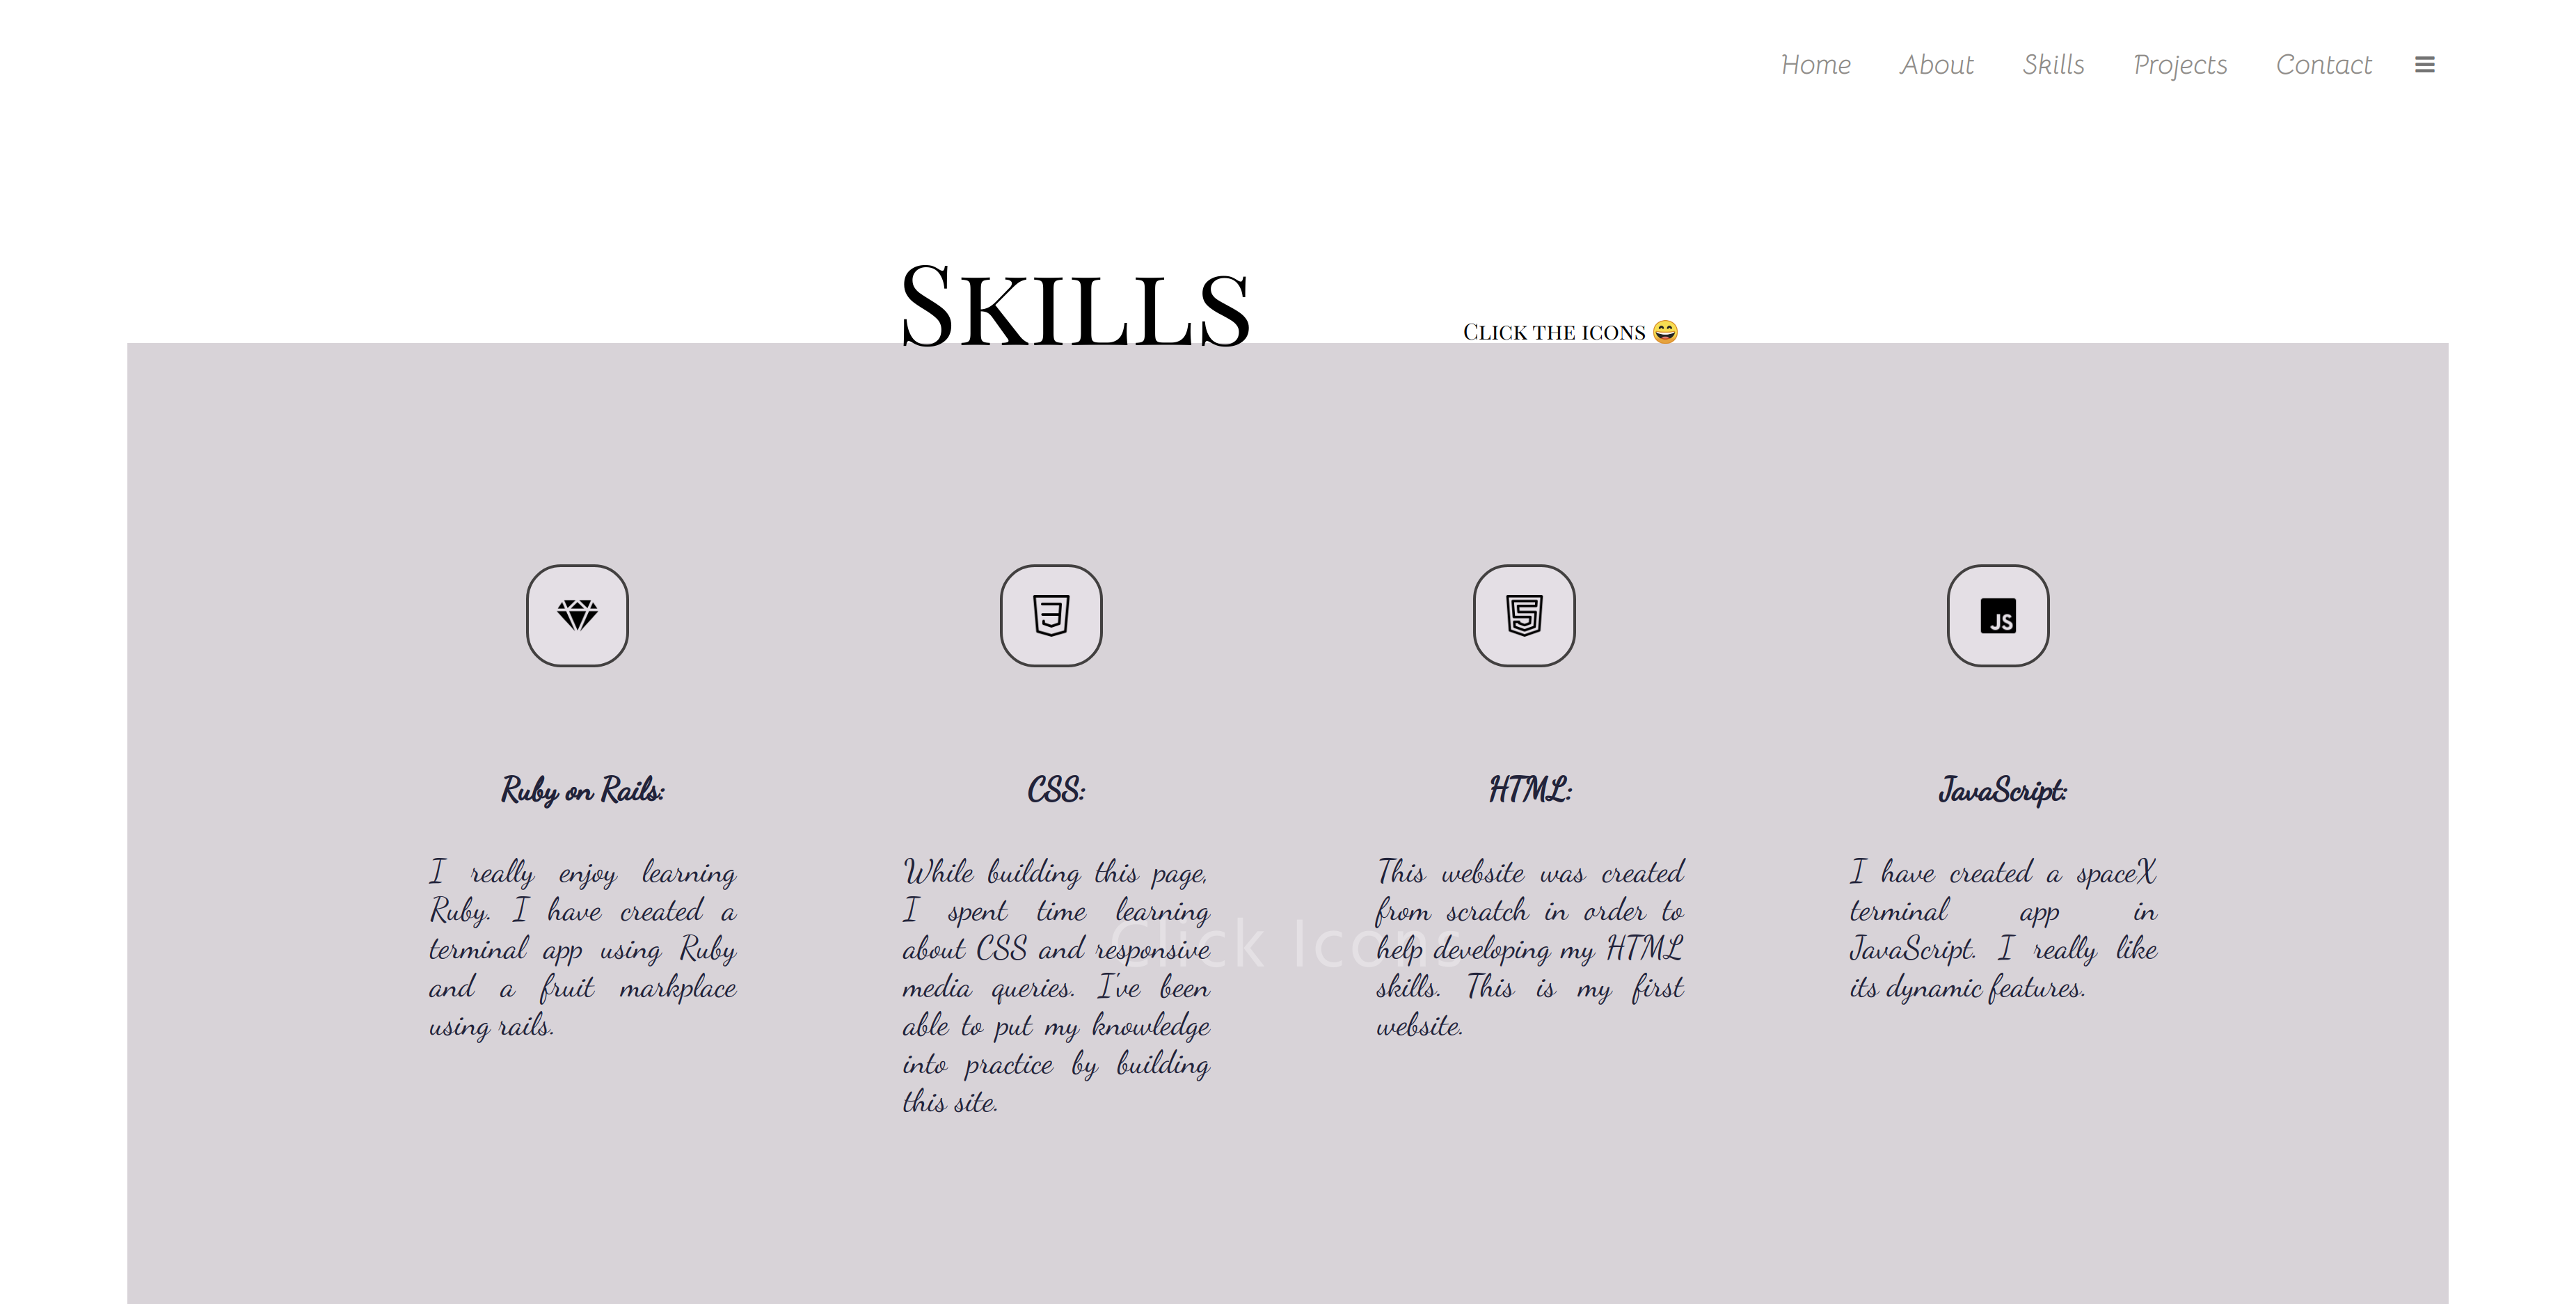 Home About Skills Projects Contact
Skills
Click the icons 😄
JS
Ruby on Rails:
I really enjoy learning
Ruby. I have created a
terminal app using Ruby
and a fruit markplace
using rails.
CSS:
While building this page,
I spent time learning
about CSS and responsive
media queries. I've been
able to put my knowledge
into practice by building
this site.
HTML:
This website was created
from scratch in order to
help developing my HTML
skills. This is my first
website.
JavaScript:
I have created a spaceX
terminal app in
JavaScript. I really like
its dynamic features.
Click Icons